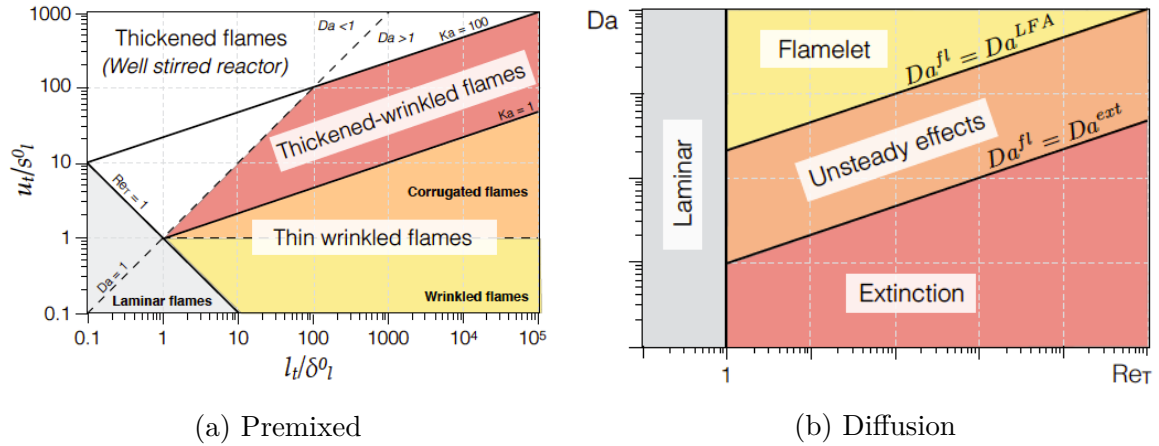 Thickened flames
(Well stirred reactor)
Da <1
Da >1
Ka = 100
Thickened-wrinkled flames
Ka = 1
Corrugated flames
Thin wrinkled flames
Wrinkled flames
Re_T = 1
Da = 1
Laminar flames
u_t/s^0_l
1000
100
10
1
0.1
0.1
1
10
100
1000
10^4
10^5
l_t/δ^0_l
(a) Premixed
Da
Laminar
Flamelet
Da^{fl} = Da^{LFA}
Unsteady effects
Da^{fl} = Da^{ext}
Extinction
1
Re_T
(b) Diffusion